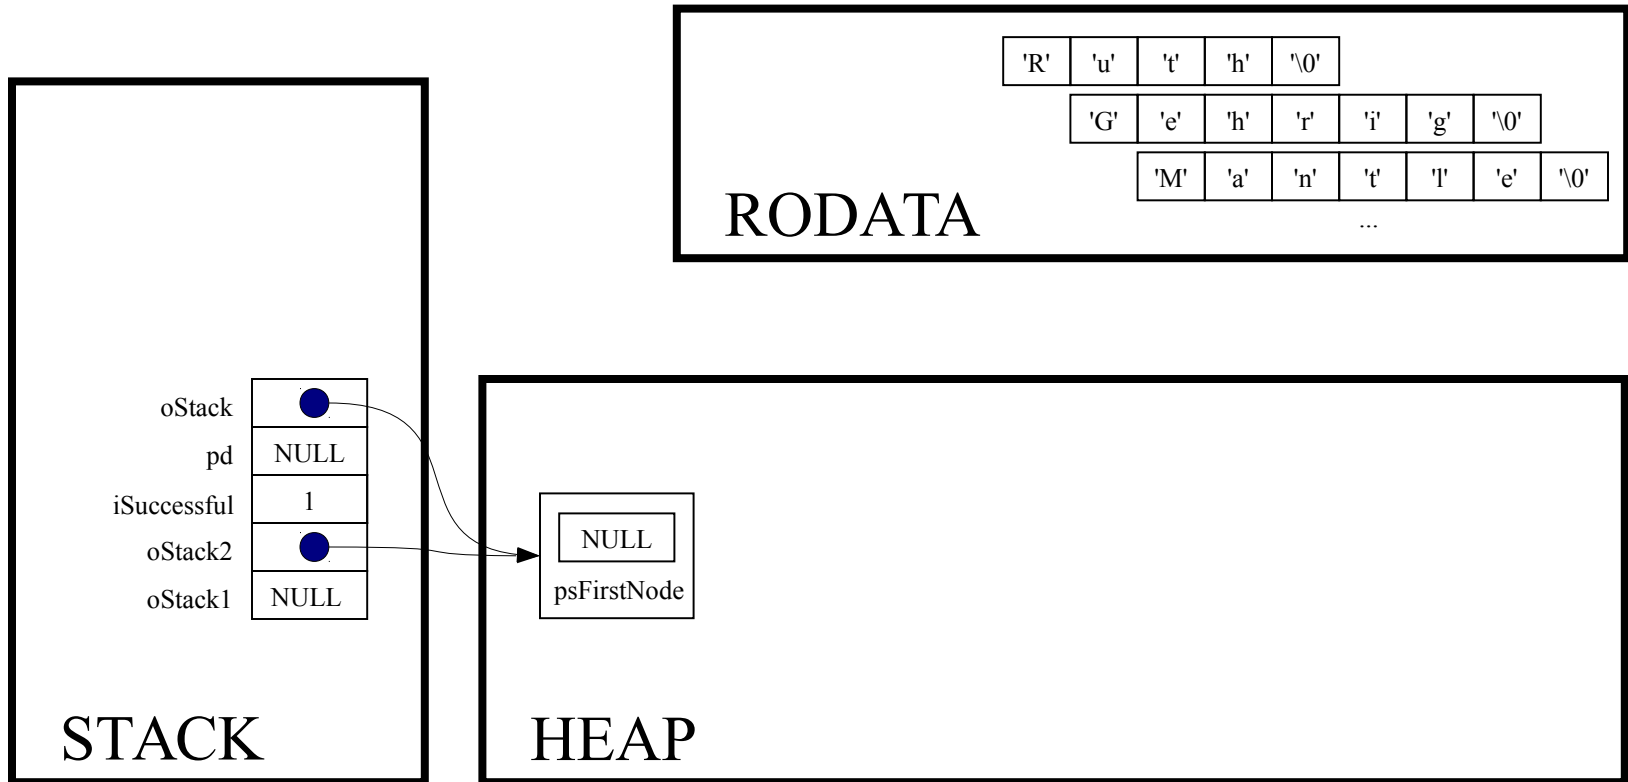 'R' 'u' 't' 'h' '\0'
'G' 'e' 'h' 'r' 'i' 'g' '\0'
'M' 'a' 'n' 't' 'l' 'e' '\0'
...
RODATA
oStack
pd NULL
iSuccessful 1
oStack2
oStack1 NULL
STACK
NULL
psFirstNode
HEAP